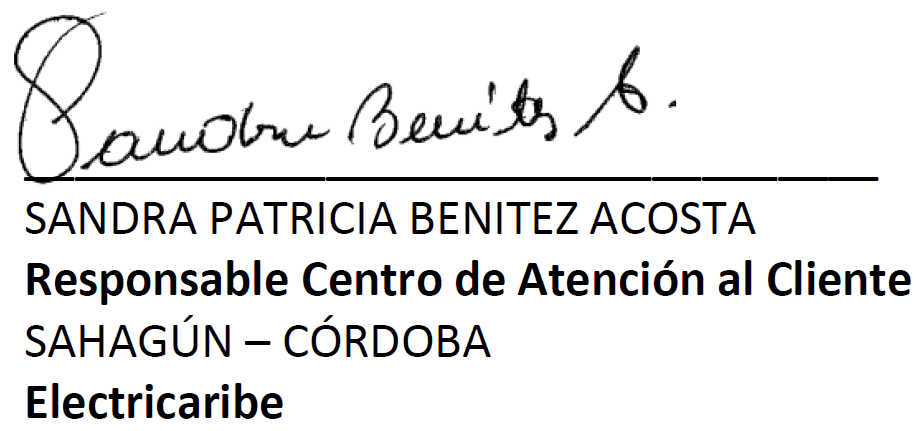 Sandra Benitez A.
SANDRA PATRICIA BENITEZ ACOSTA
Responsable Centro de Atención al Cliente
SAHAGÚN – CÓRDOBA
Electricaribe